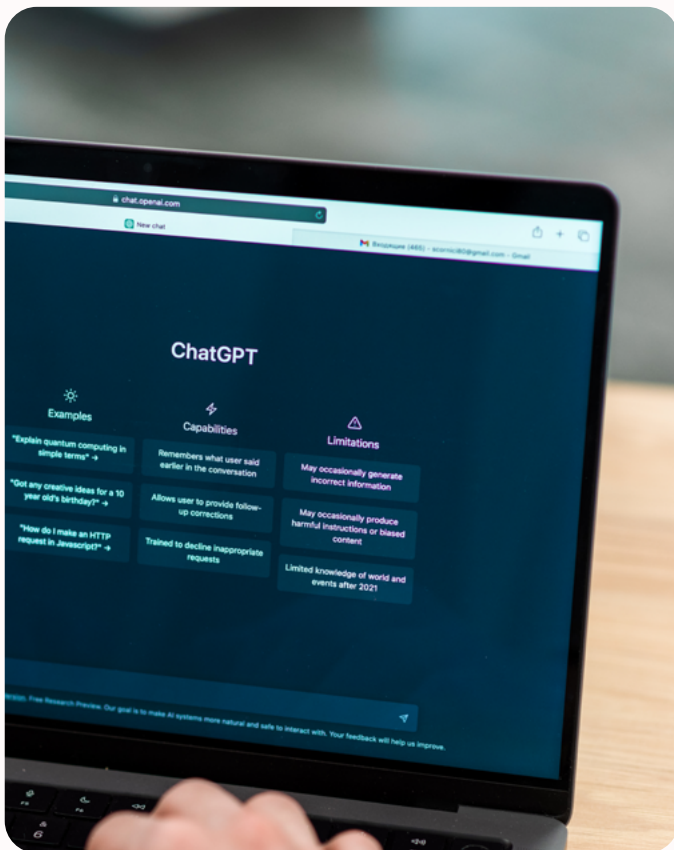 chat.openai.com
New chat
Входящие (465) - - Gmail
ChatGPT
Examples
"Explain quantum computing in
simple terms" →
"Got any creative ideas for a 10
year old's birthday?" →
"How do I make an HTTP
request in Javascript?" →
Capabilities
Remembers what user said
earlier in the conversation
Allows user to provide follow-
up corrections
Trained to decline inappropriate
requests
Limitations
May occasionally generate
incorrect information
May occasionally produce
harmful instructions or biased
content
Limited knowledge of world and
events after 2021
Free Research Preview. Our goal is to make AI systems more natural and safe to interact with. Your feedback will help us improve.
F5
F6
6